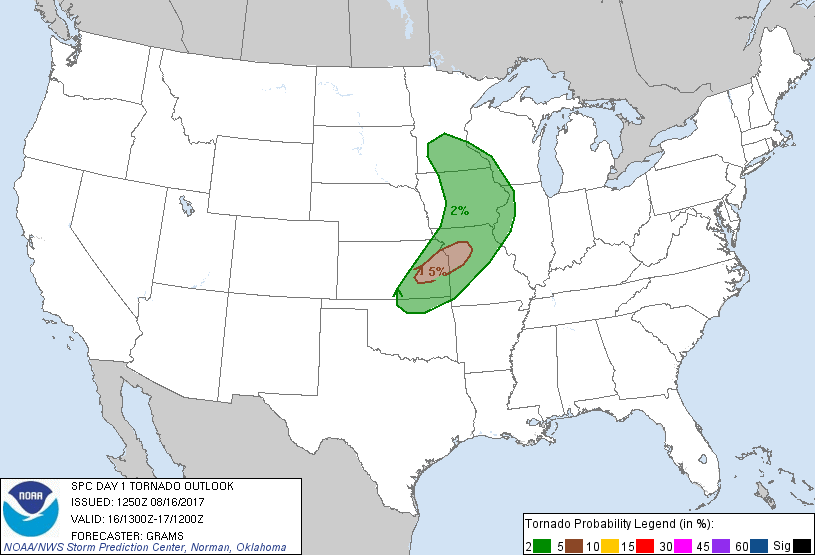 2%
5%
NOAA
SPC DAY 1 TORNADO OUTLOOK
ISSUED: 1250Z 08/16/2017
VALID: 16/1300Z-17/1200Z
FORECASTER: GRAMS
NOAA/NWS Storm Prediction Center, Norman, Oklahoma
Tornado Probability Legend (in %):
2 5 10 15 30 45 60 Sig